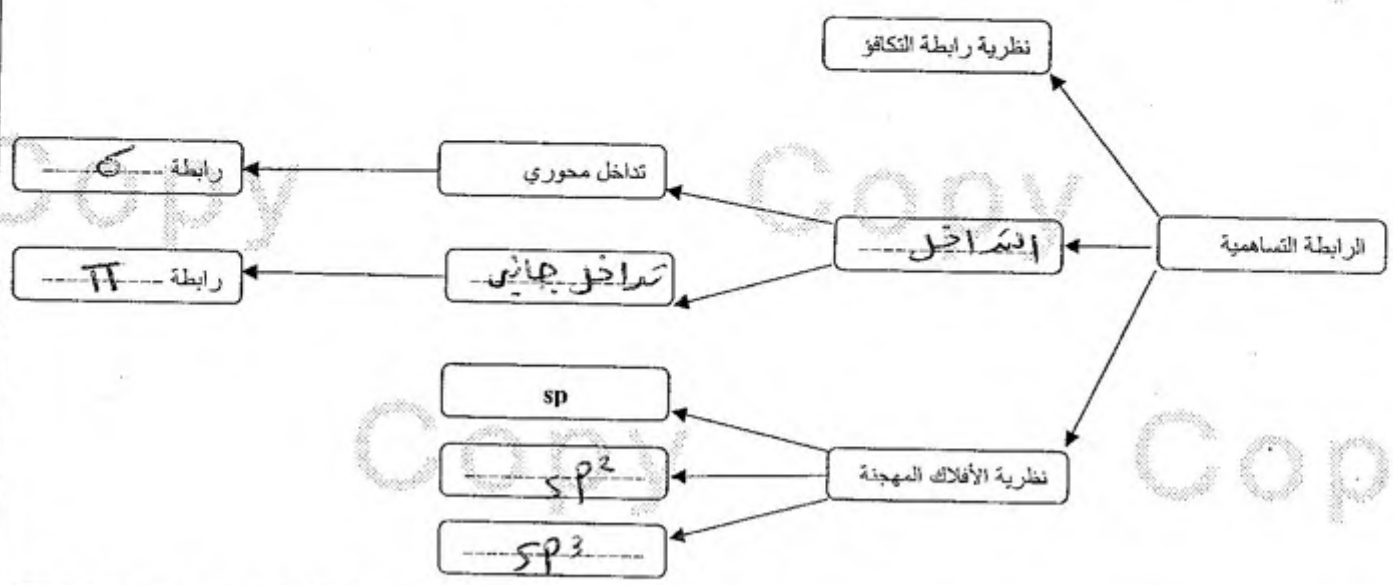 نظرية رابطة التكافؤ
الرابطة التساهمية
التداخل
تداخل محوري
رابطة σ
تداخل جانبي
رابطة π
نظرية الأفلاك المهجنة
sp
sp²
sp³
Copy
Copy
Copy
Cop